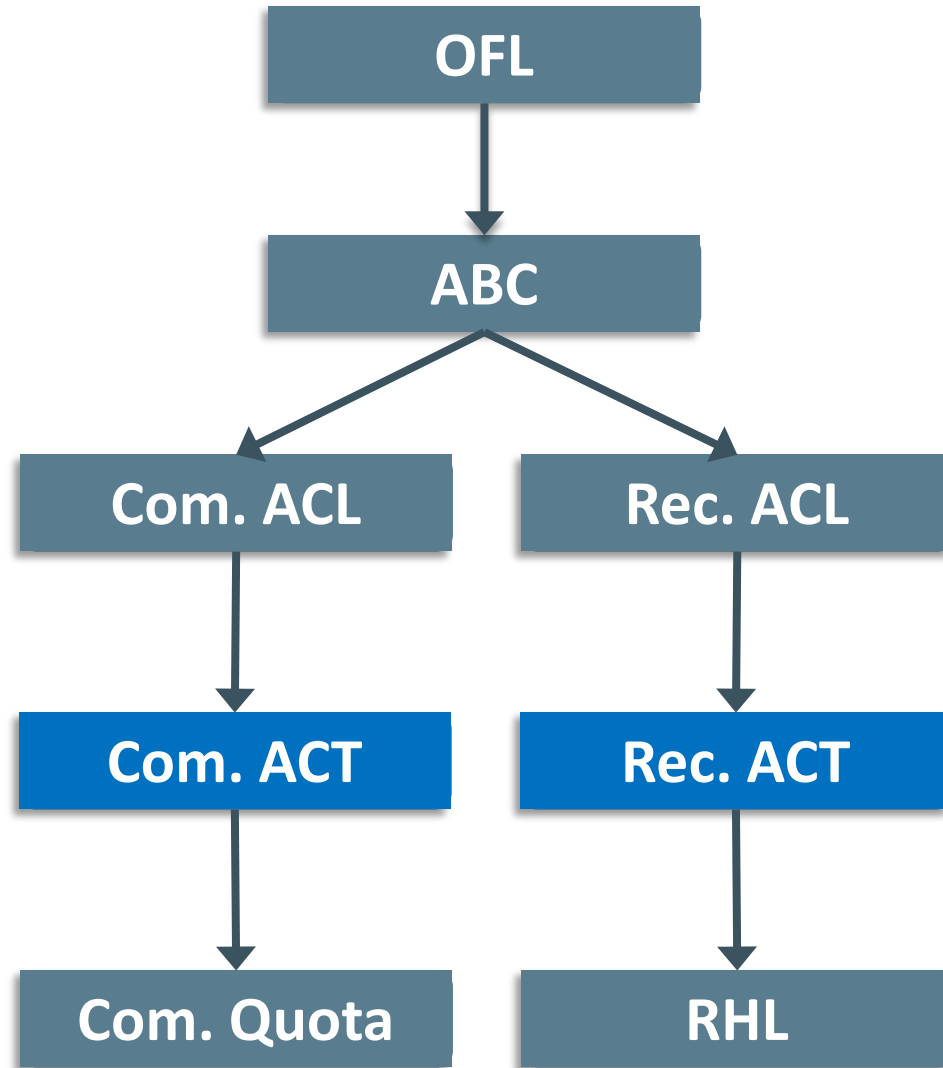 OFL
ABC
Com. ACL
Rec. ACL
Com. ACT
Rec. ACT
Com. Quota
RHL